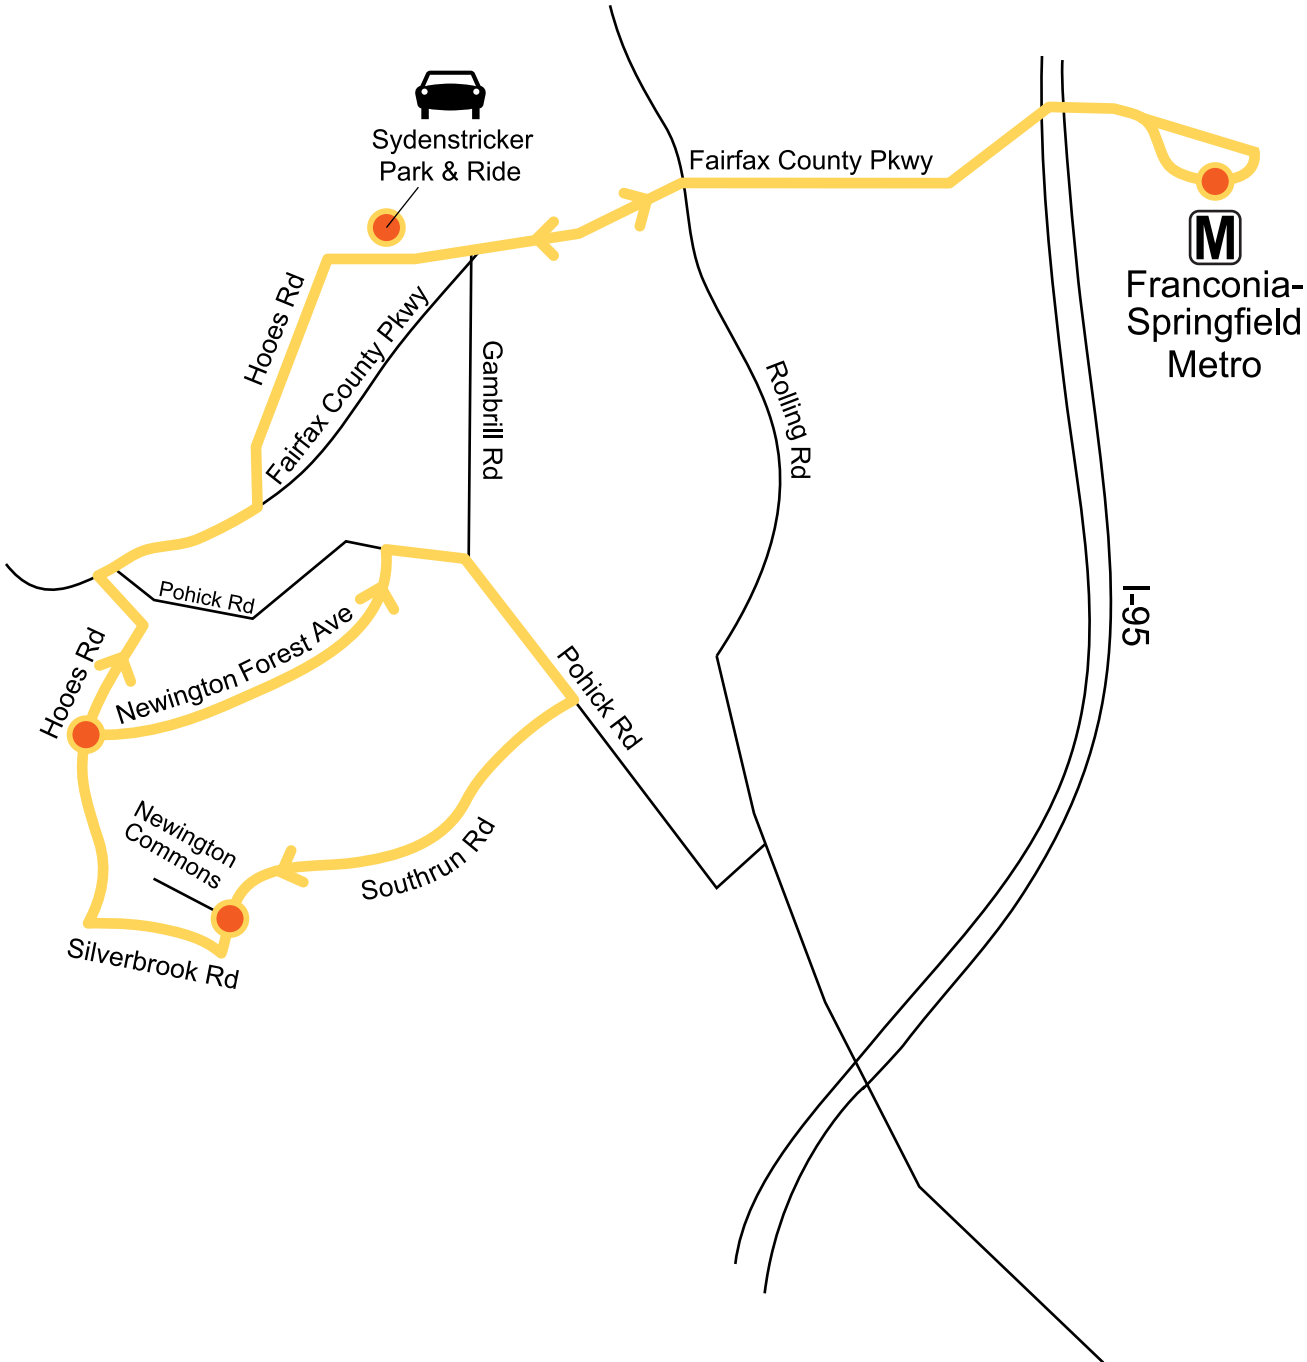 Sydenstricker
Park & Ride
Fairfax County Pkwy
M
Franconia-
Springfield
Metro
Hooes Rd
Fairfax County Pkwy
Gambrill Rd
Rolling Rd
I-95
Pohick Rd
Newington Forest Ave
Hooes Rd
Pohick Rd
Newington
Commons
Southrun Rd
Silverbrook Rd